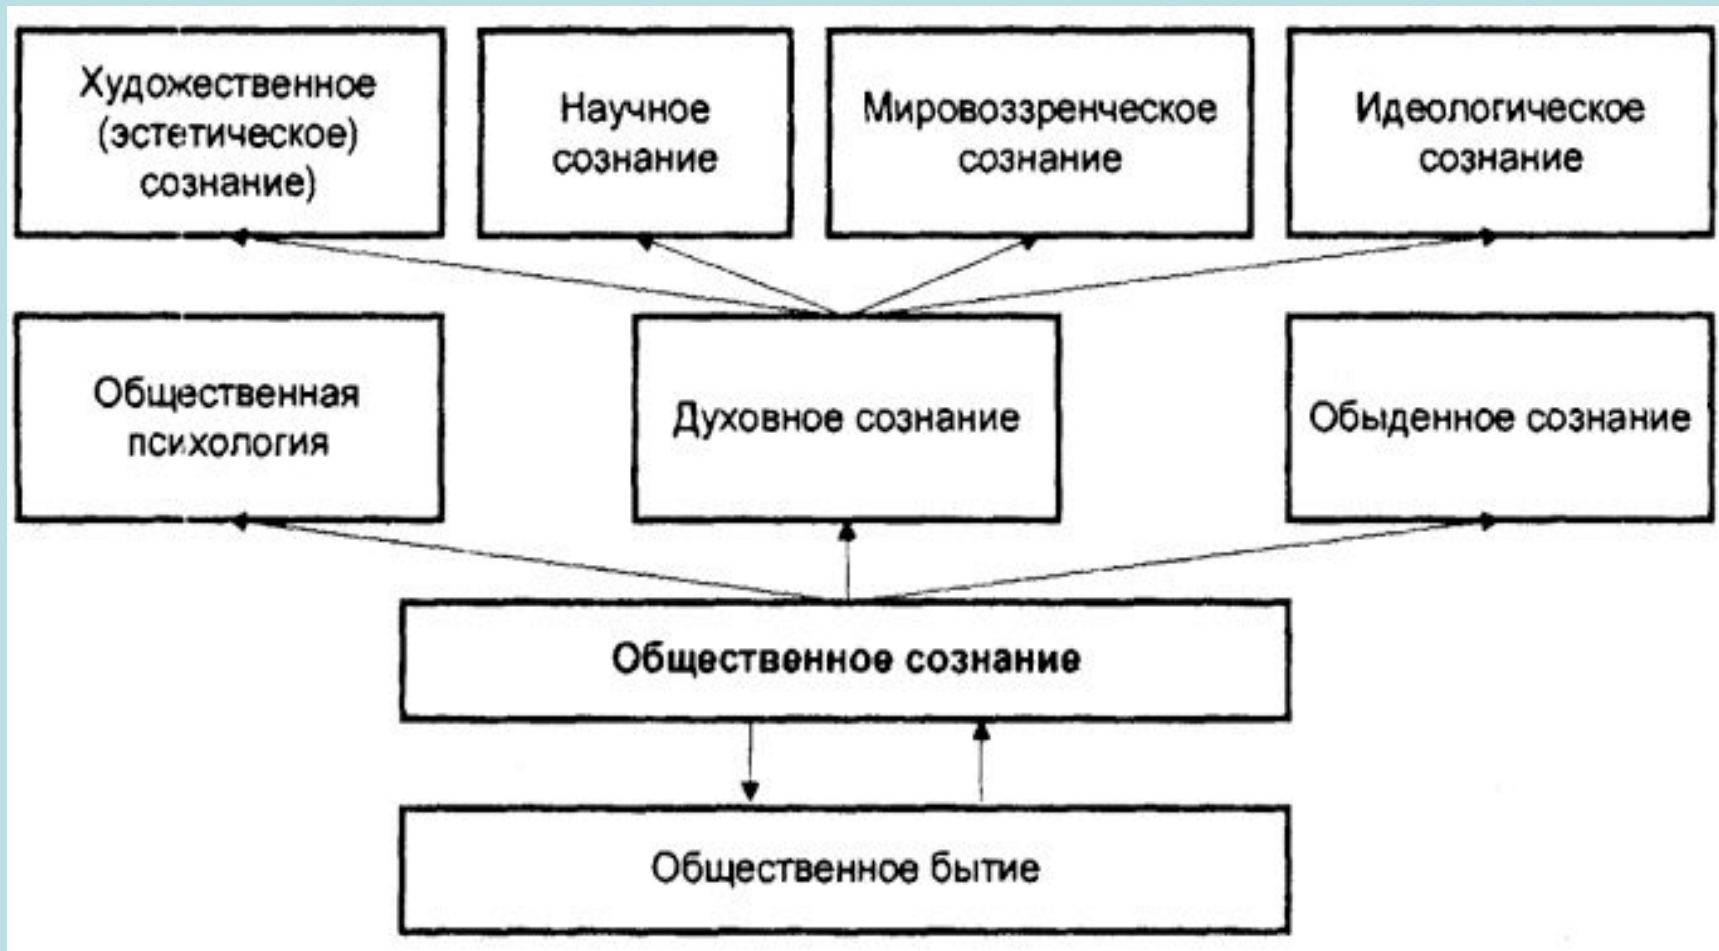 Художественное
(эстетическое)
сознание)
Научное
сознание
Мировоззренческое
сознание
Идеологическое
сознание
Общественная
психология
Духовное сознание
Обыденное сознание
Общественное сознание
Общественное бытие